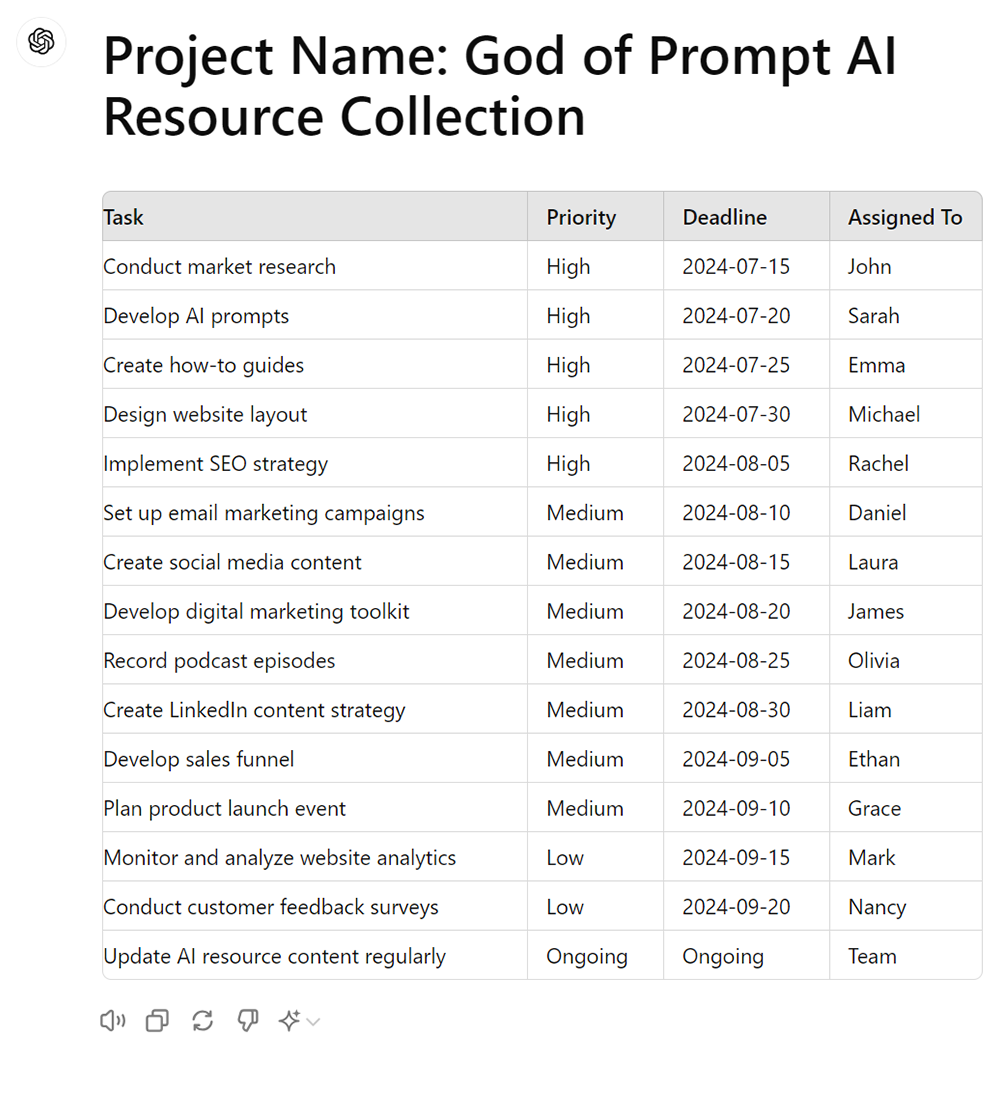 Project Name: God of Prompt AI
Resource Collection
Task Priority Deadline Assigned To
Conduct market research High 2024-07-15 John
Develop AI prompts High 2024-07-20 Sarah
Create how-to guides High 2024-07-25 Emma
Design website layout High 2024-07-30 Michael
Implement SEO strategy High 2024-08-05 Rachel
Set up email marketing campaigns Medium 2024-08-10 Daniel
Create social media content Medium 2024-08-15 Laura
Develop digital marketing toolkit Medium 2024-08-20 James
Record podcast episodes Medium 2024-08-25 Olivia
Create LinkedIn content strategy Medium 2024-08-30 Liam
Develop sales funnel Medium 2024-09-05 Ethan
Plan product launch event Medium 2024-09-10 Grace
Monitor and analyze website analytics Low 2024-09-15 Mark
Conduct customer feedback surveys Low 2024-09-20 Nancy
Update AI resource content regularly Ongoing Ongoing Team